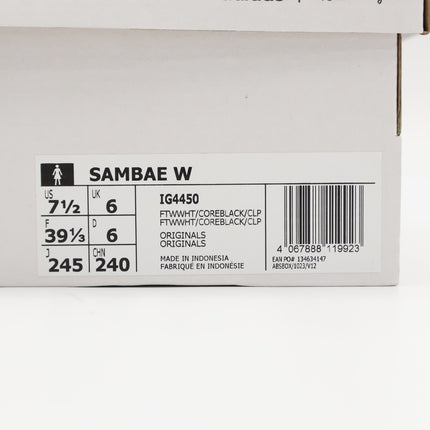 SAMBAE W
US 7½ UK 6
F 39⅓ D 6
J 245 CHN 240
IG4450
FTWWHT/COREBLACK/CLP
FTWWHT/COREBLACK/CLP
ORIGINALS
ORIGINALS
MADE IN INDONESIA
FABRIQUÉ EN INDONÉSIE
4 067888 119923
EAN PO# 134634147
ABSBOX/1023/V12